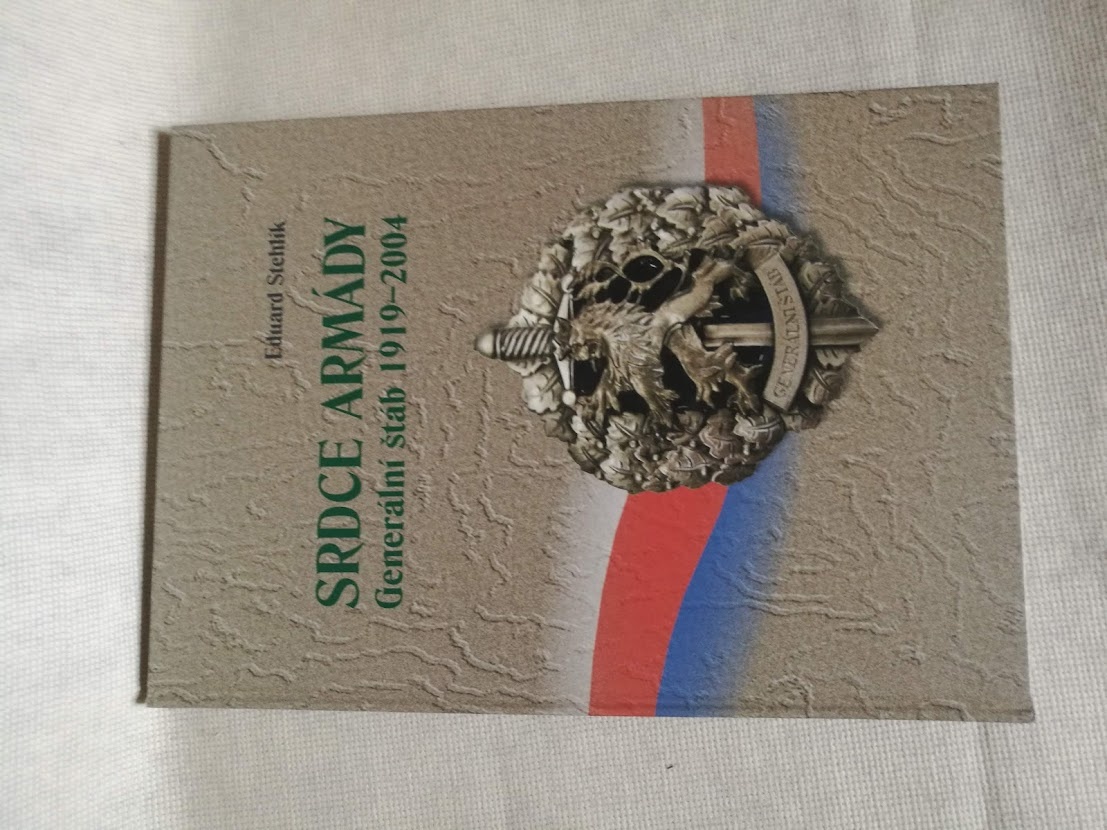 Eduard Stehlík
SRDCE ARMÁDY
Generální štáb 1919–2004
GENERÁLNÍ ŠTÁB